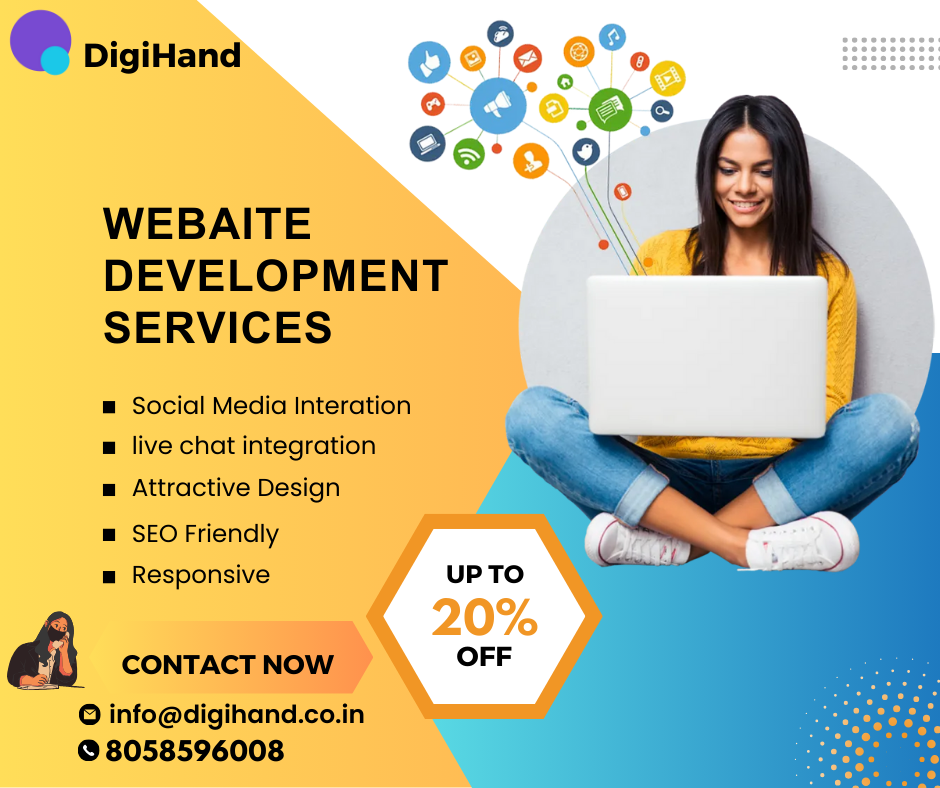 DigiHand
WEBAITE
DEVELOPMENT
SERVICES
Social Media Interation
live chat integration
Attractive Design
SEO Friendly
Responsive
UP TO
20%
OFF
CONTACT NOW
info@digihand.co.in
8058596008